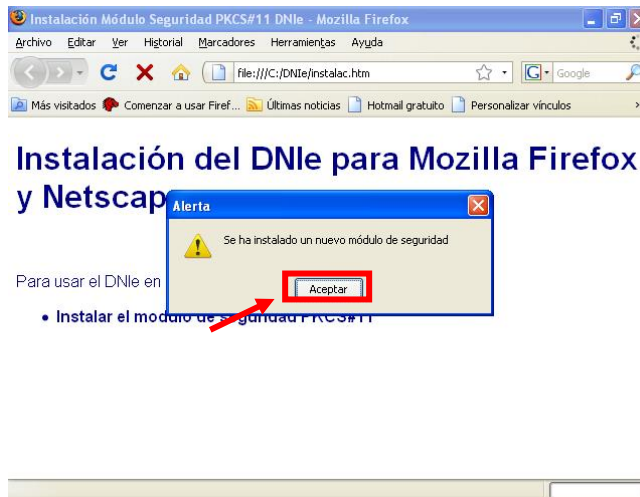 Instalación Módulo Seguridad PKCS#11 DNIe - Mozilla Firefox
Archivo Editar Ver Historial Marcadores Herramientas Ayuda
file:///C:/DNIe/instalac.htm
G Google
Más visitados Comenzar a usar Firef... Últimas noticias Hotmail gratuito Personalizar vínculos
Instalación del DNIe para Mozilla Firefox
y Netscap
Alerta
Se ha instalado un nuevo módulo de seguridad
Para usar el DNIe en
Aceptar
• Instalar el modulo de seguridad PKCS#11